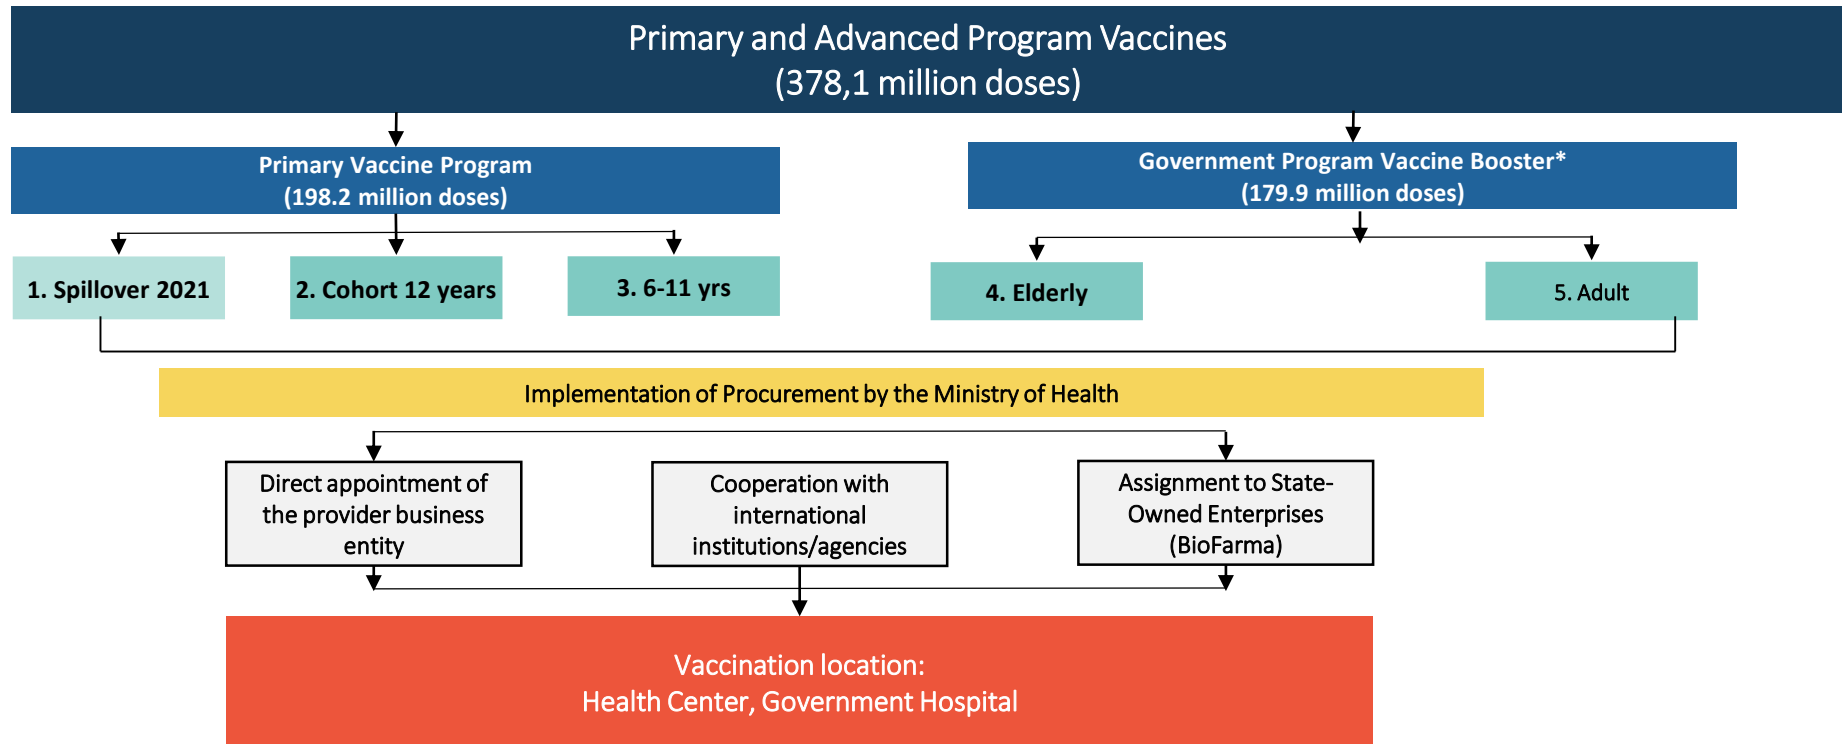 Primary and Advanced Program Vaccines
(378,1 million doses)
Primary Vaccine Program
(198.2 million doses)
Government Program Vaccine Booster*
(179.9 million doses)
1. Spillover 2021
2. Cohort 12 years
3. 6-11 yrs
4. Elderly
5. Adult
Implementation of Procurement by the Ministry of Health
Direct appointment of
the provider business
entity
Cooperation with
international
institutions/agencies
Assignment to State-
Owned Enterprises
(BioFarma)
Vaccination location:
Health Center, Government Hospital